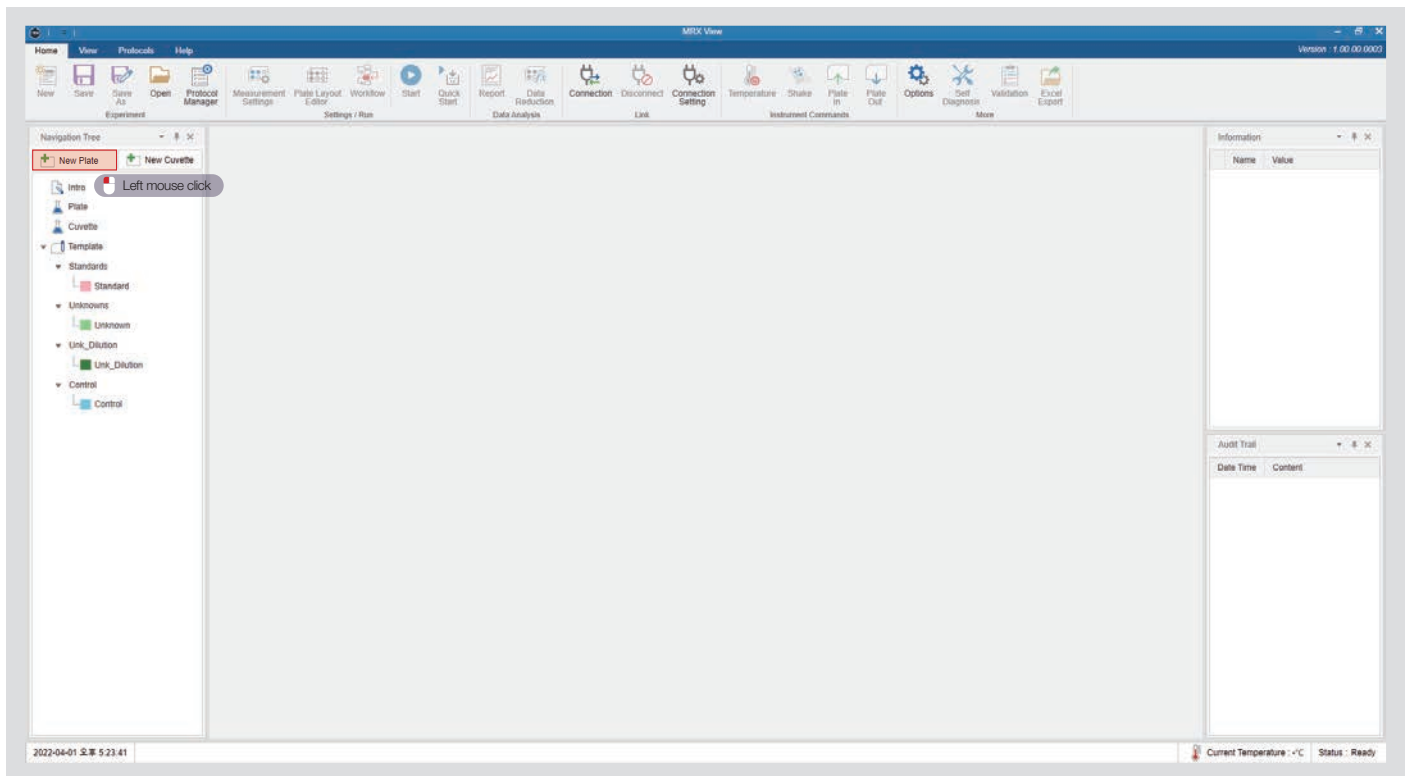 MRX View
Home View Protocols Help
Version : 1.00.00.0003
New Save Save As Open Protocol Manager Measurement Settings Plate Layout Editor Workflow Start Quick Start Report Data Reduction Connection Disconnect Connection Setting Temperature Shake Plate In Plate Out Options Self Diagnosis Validation Excel Export
Experiment Settings / Run Data Analysis Link Instrument Commands More
Navigation Tree
New Plate New Cuvette
Intro
Left mouse click
Plate
Cuvette
Template
Standards
Standard
Unknowns
Unknown
Unk_Dilution
Unk_Dilution
Control
Control
Information
Name Value
Audit Trail
Date Time Content
2022-04-01 오후 5:23:41
Current Temperature : -°C Status : Ready